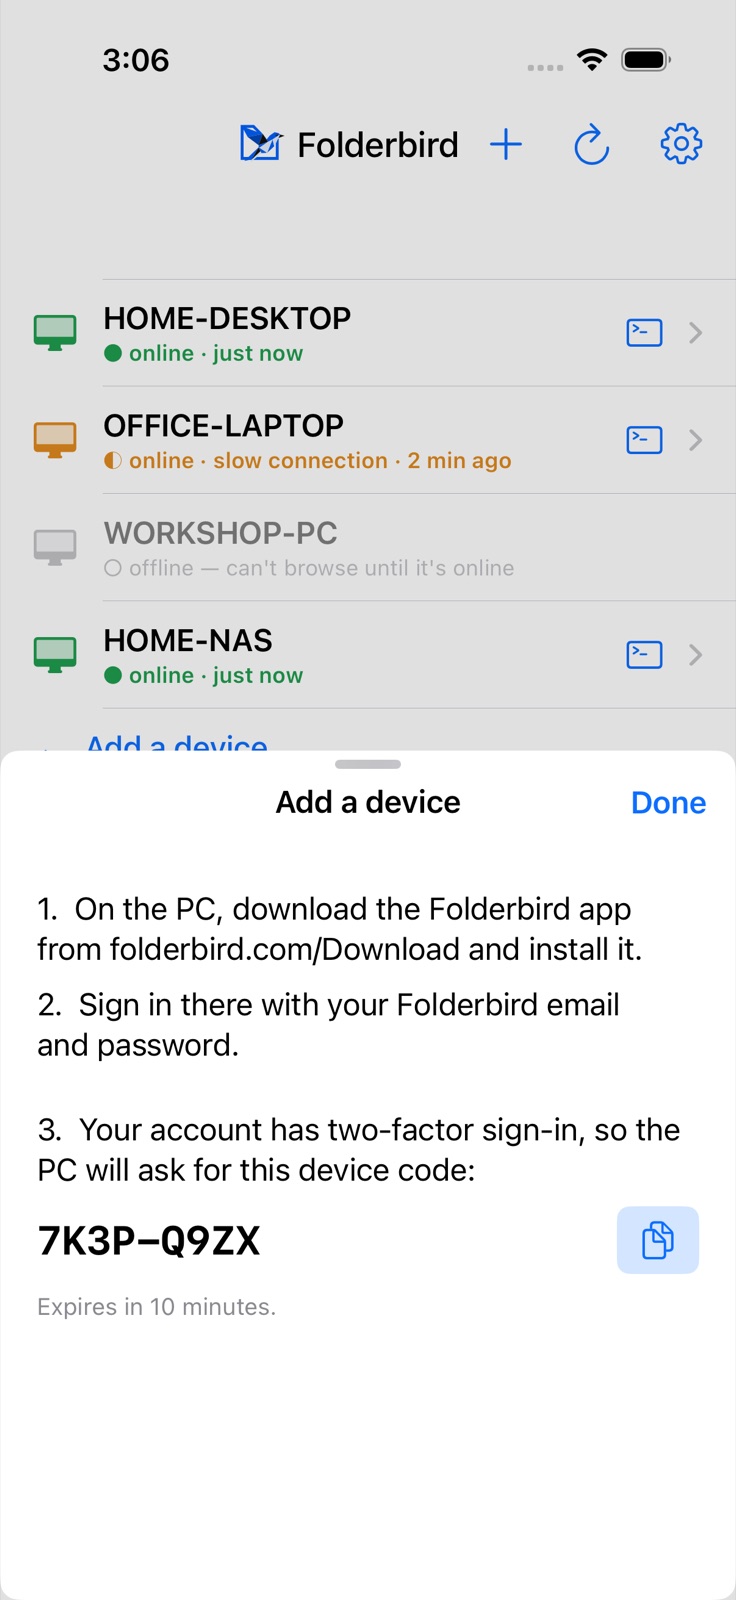 3:06
Folderbird
HOME-DESKTOP
online · just now
OFFICE-LAPTOP
online · slow connection · 2 min ago
WORKSHOP-PC
offline — can't browse until it's online
HOME-NAS
online · just now
Add a device
Add a device
Done
1. On the PC, download the Folderbird app
from folderbird.com/Download and install it.
2. Sign in there with your Folderbird email
and password.
3. Your account has two-factor sign-in, so the
PC will ask for this device code:
7K3P–Q9ZX
Expires in 10 minutes.